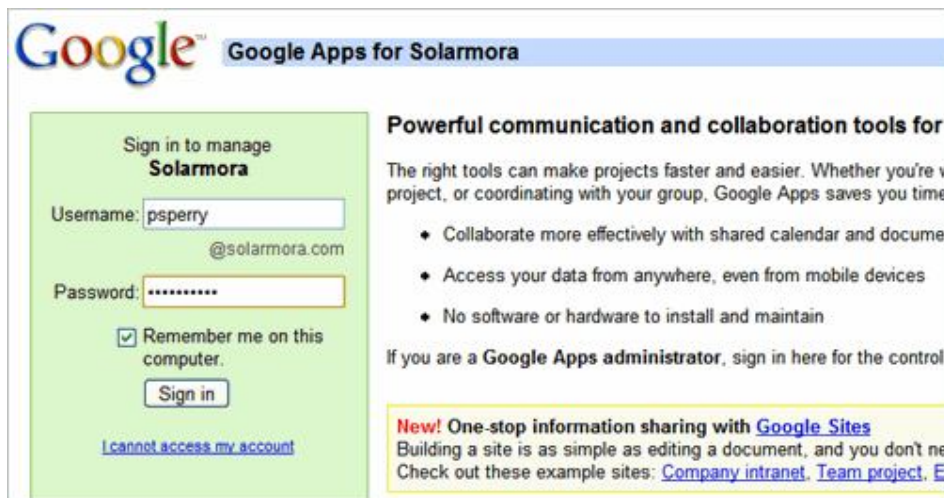 Google™ Google Apps for Solarmora
Sign in to manage
Solarmora
Username: psperry
@solarmora.com
Password: ••••••••••
Remember me on this
computer.
Sign in
I cannot access my account
Powerful communication and collaboration tools for
The right tools can make projects faster and easier. Whether you're
project, or coordinating with your group, Google Apps saves you time
• Collaborate more effectively with shared calendar and
• Access your data from anywhere, even from mobile devices
• No software or hardware to install and maintain
If you are a Google Apps administrator, sign in here for the control
New! One-stop information sharing with Google Sites
Building a site is as simple as editing a document, and you don't
Check out these example sites: Company intranet, Team project,